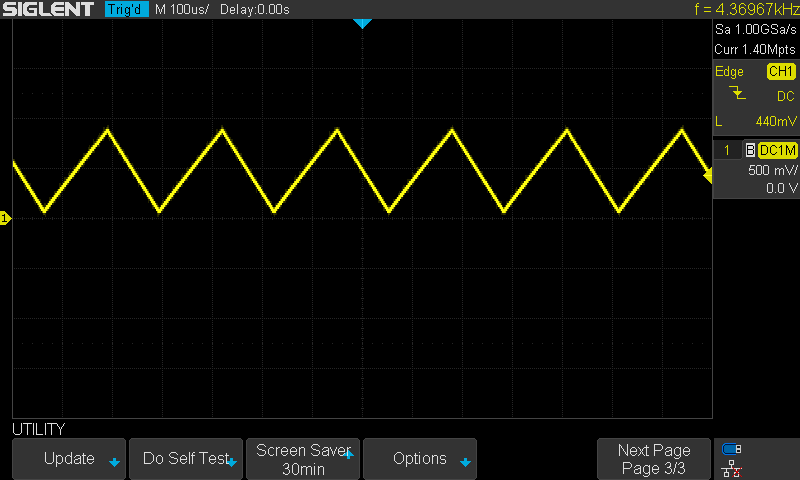 SIGLENT Trig'd M 100us/ Delay:0.00s f = 4.36967kHz
Sa 1.00GSa/s
Curr 1.40Mpts
Edge CH1
DC
L 440mV
1 B DC1M
500 mV/
0.0 V
1
UTILITY
Update Do Self Test Screen Saver 30min Options Next Page Page 3/3